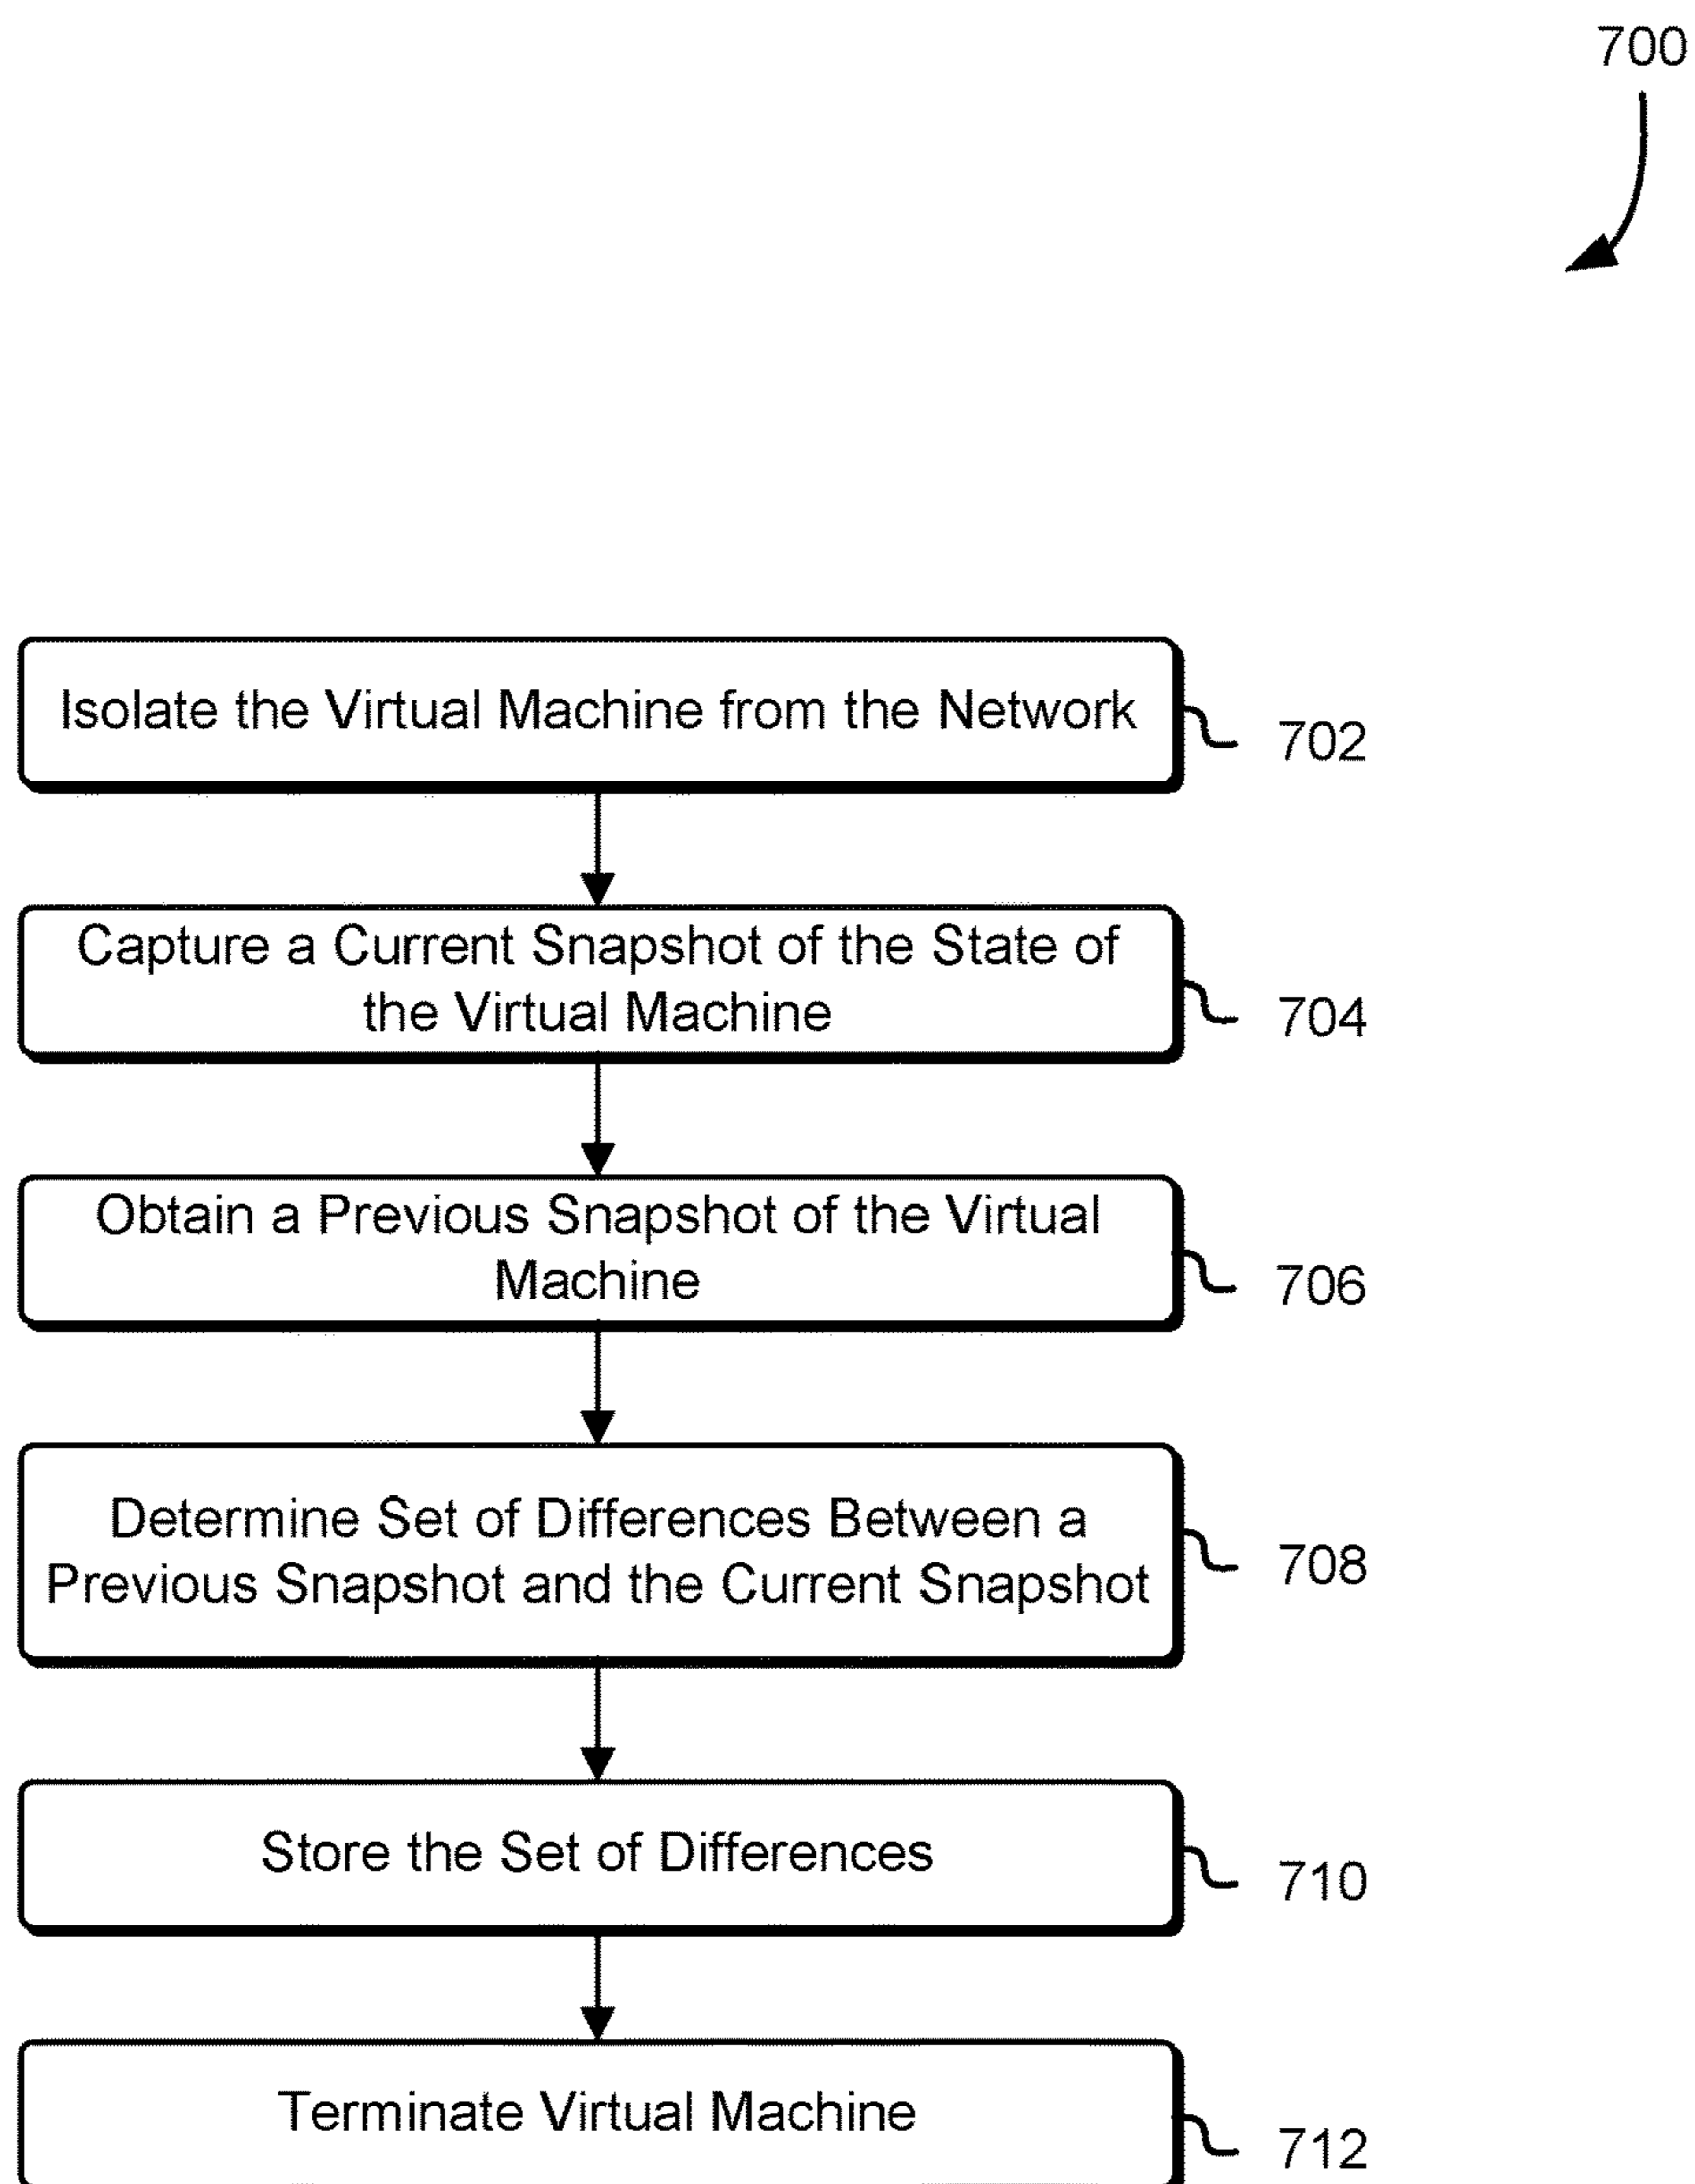 700
Isolate the Virtual Machine from the Network
702
Capture a Current Snapshot of the State of
the Virtual Machine
704
Obtain a Previous Snapshot of the Virtual
Machine
706
Determine Set of Differences Between a
Previous Snapshot and the Current Snapshot
708
Store the Set of Differences
710
Terminate Virtual Machine
712